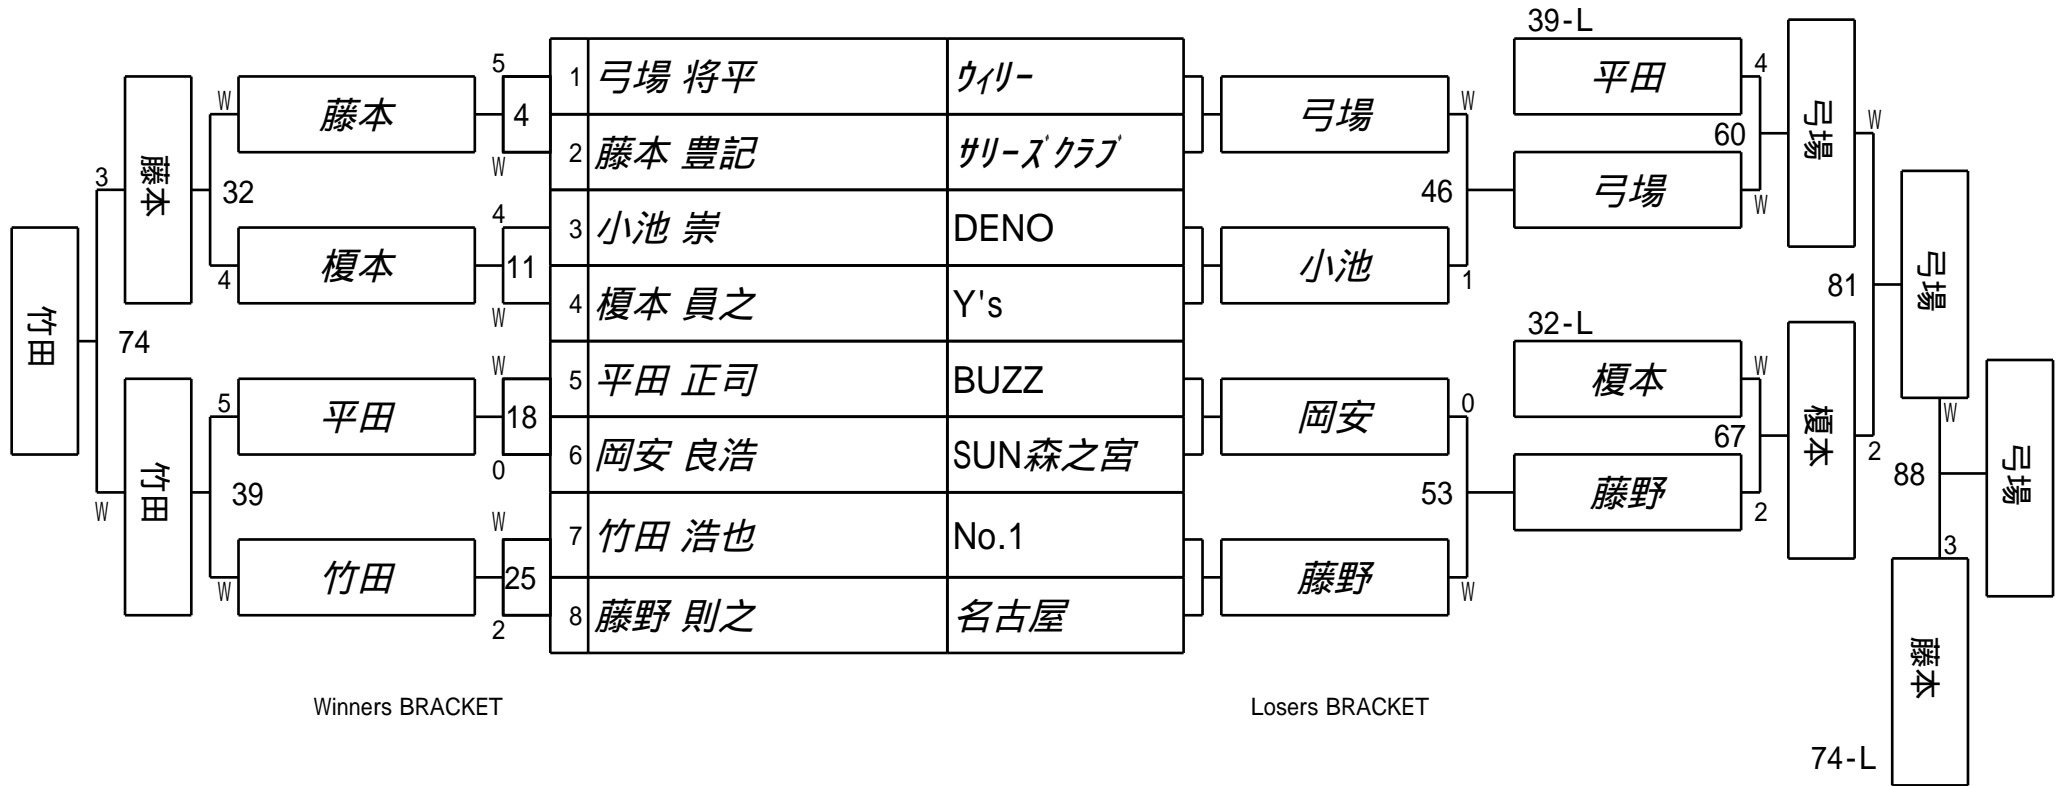 39-L
5
1 弓場 将平 ウィリー
平田
4
W
藤本
4
弓場
W
弓場
W
2 藤本 豊記 サリーズクラブ
W
60
藤本
3
32
4
3 小池 崇 DENO
46
弓場
W
榎本
4
11
小池
1
4 榎本 員之 Y's
W
81
弓場
竹田
74
32-L
W
5 平田 正司 BUZZ
榎本
W
5
平田
18
岡安
0
W
67
榎本
2
6 岡安 良浩 SUN森之宮
0
弓場
竹田
W
39
53
藤野
2
88
W
7 竹田 浩也 No.1
3
W
竹田
25
藤野
W
8 藤野 則之 名古屋
2
藤本
Winners BRACKET
Losers BRACKET
74-L